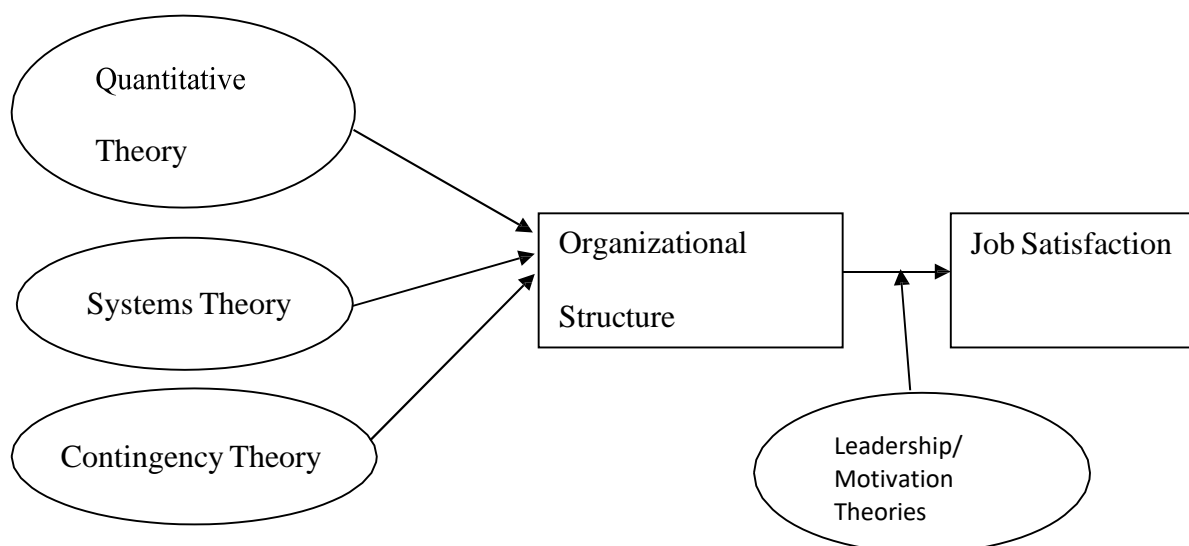 Quantitative
Theory
Systems Theory
Contingency Theory
Organizational
Structure
Job Satisfaction
Leadership/
Motivation
Theories